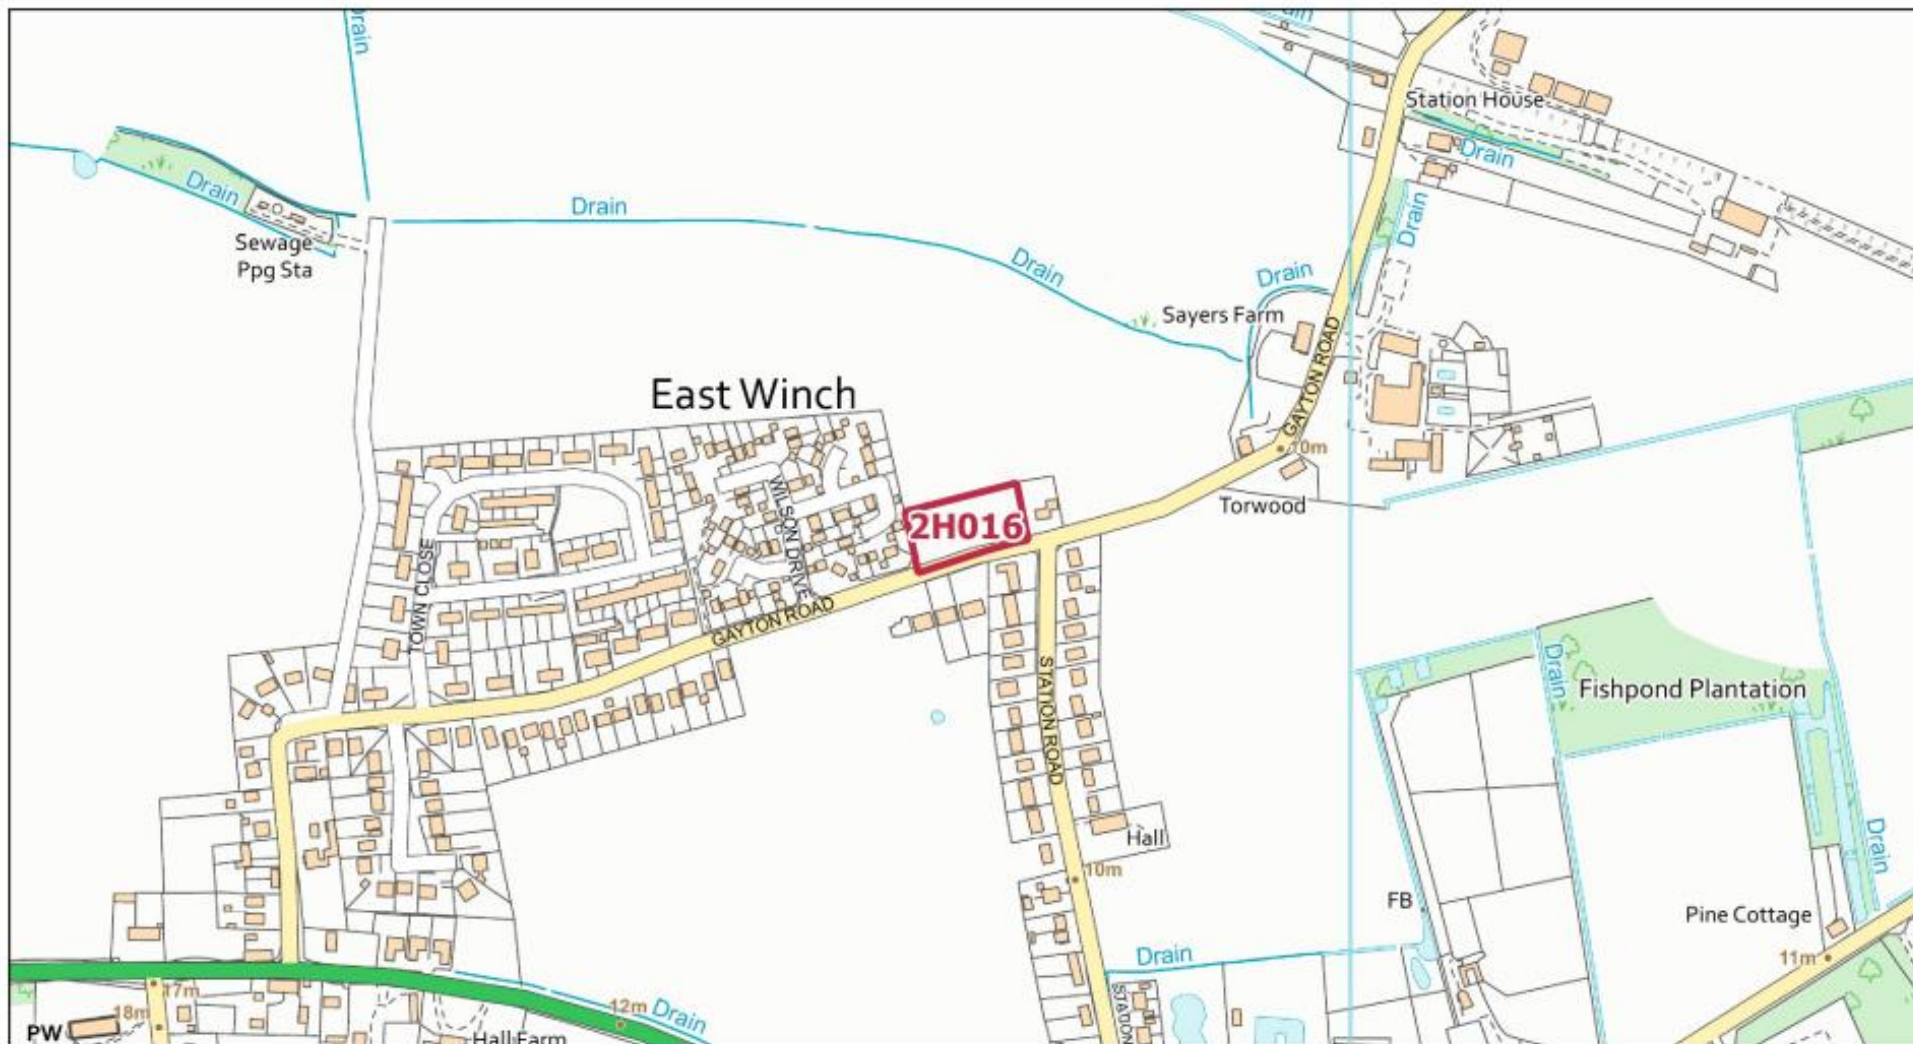 Drain
ain
Station House
Drain
Drain
Drain
Drain
Sewage
Ppg Sta
Drain
Drain
Sayers Farm
GAYTON ROAD
East Winch
10m
Torwood
WILSON DRIVE
2H016
TOWN CLOSE
GAYTON ROAD
STATION ROAD
Drain
Fishpond Plantation
Hall
Drain
10m
FB
Pine Cottage
Drain
11m
17m
18m
12m
Drain
STATION
PW
Hall Farm